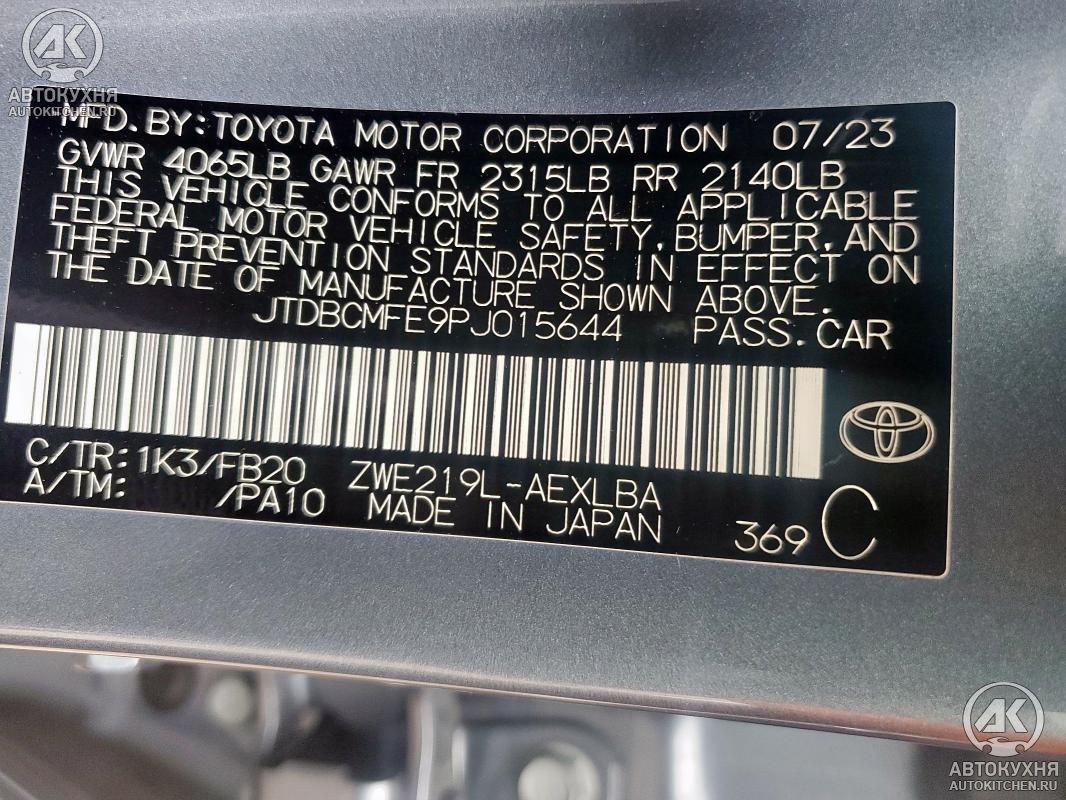 АК
АВТОКУХНЯ
AUTOKITCHEN.RU
MFD. BY: TOYOTA MOTOR CORPORATION 07/23
GVWR 4065LB GAWR FR 2315LB RR 2140LB
THIS VEHICLE CONFORMS TO ALL APPLICABLE
FEDERAL MOTOR VEHICLE SAFETY, BUMPER, AND
THEFT PREVENTION STANDARDS IN EFFECT ON
THE DATE OF MANUFACTURE SHOWN ABOVE.
JTDBCMFE9PJ015644 PASS. CAR
C/TR: 1K3/FB20 ZWE219L-AEXLBA
A/TM: /PA10 MADE IN JAPAN 369 C
АК
АВТОКУХНЯ
AUTOKITCHEN.RU